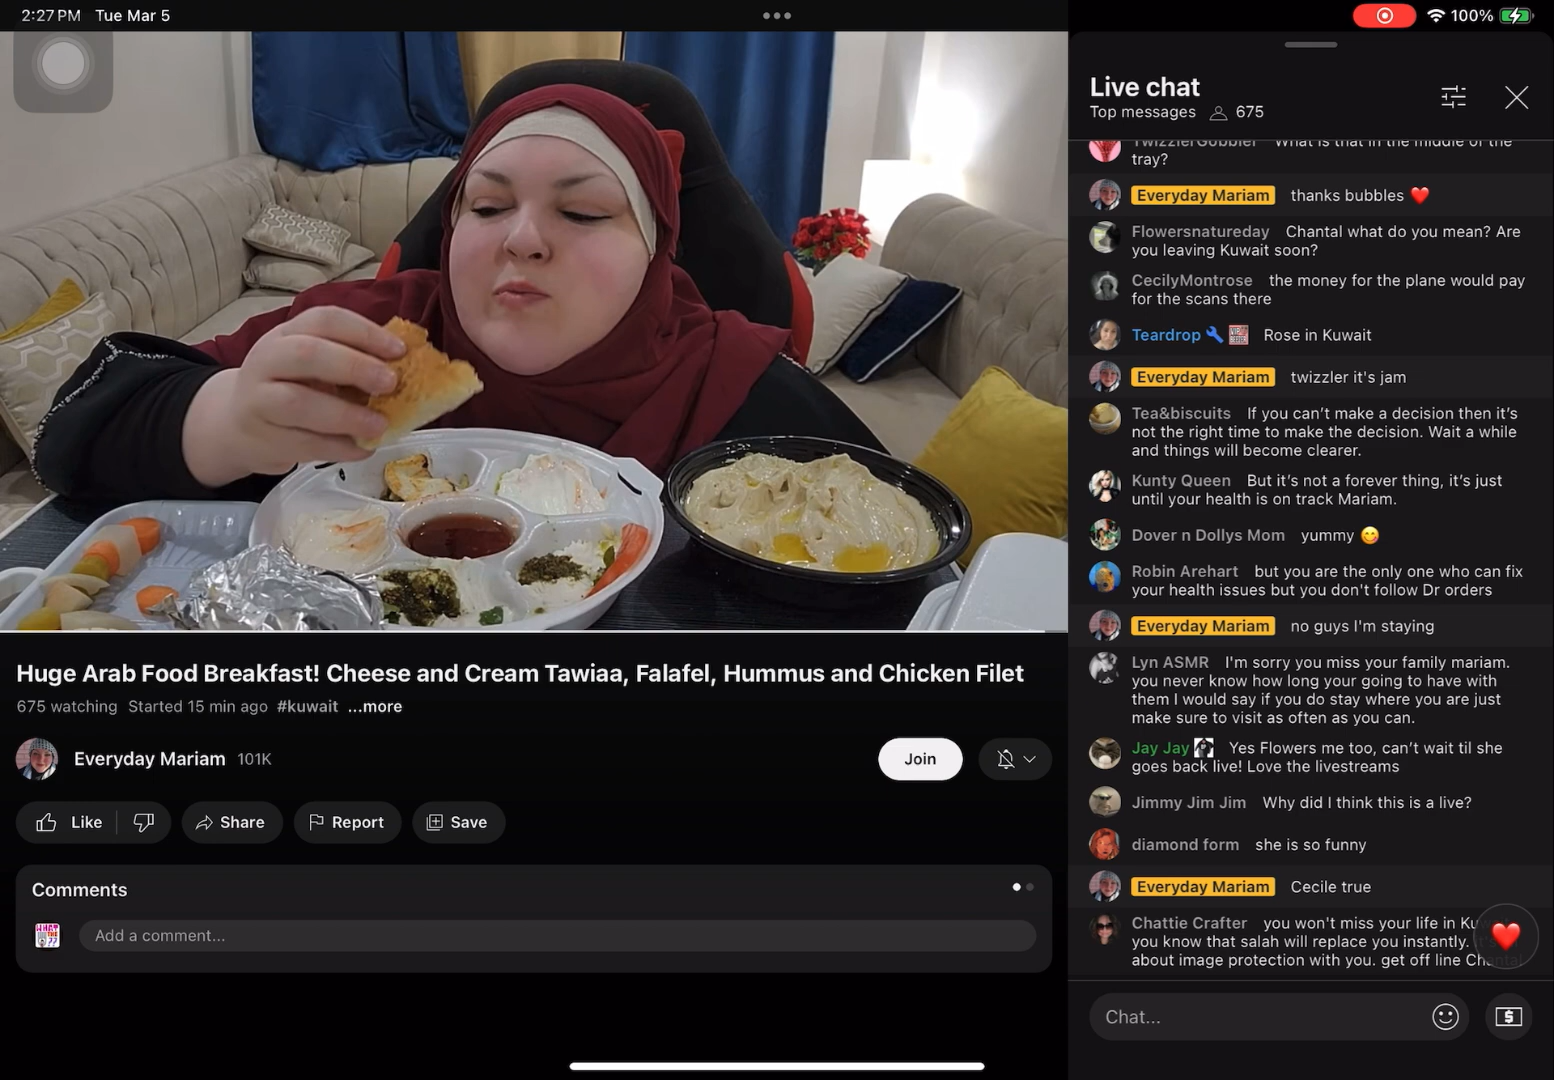 2:27 PM Tue Mar 5
100%
Live chat
Top messages 675
TwizzlerGobbler What is that in the middle of the
tray?
Everyday Mariam thanks bubbles ❤️
Flowersnatureday Chantal what do you mean? Are
you leaving Kuwait soon?
CecilyMontrose the money for the plane would pay
for the scans there
Teardrop Rose in Kuwait
Everyday Mariam twizzler it's jam
Tea&biscuits If you can't make a decision then it's
not the right time to make the decision. Wait a while
and things will become clearer.
Kunty Queen But it's not a forever thing, it's just
until your health is on track Mariam.
Dover n Dollys Mom yummy 😋
Robin Arehart but you are the only one who can fix
your health issues but you don't follow Dr orders
Everyday Mariam no guys I'm staying
Lyn ASMR I'm sorry you miss your family mariam.
you never know how long your going to have with
them I would say if you do stay where you are just
make sure to visit as often as you can.
Jay Jay Yes Flowers me too, can't wait til she
goes back live! Love the livestreams
Jimmy Jim Jim Why did I think this is a live?
diamond form she is so funny
Everyday Mariam Cecile true
Chattie Crafter you won't miss your life in
you know that salah will replace you instantly.
about image protection with you. get off line
Chat...
Huge Arab Food Breakfast! Cheese and Cream Tawiaa, Falafel, Hummus and Chicken Filet
675 watching Started 15 min ago #kuwait ...more
Everyday Mariam 101K
Join
Like Share Report Save
Comments
Add a comment...